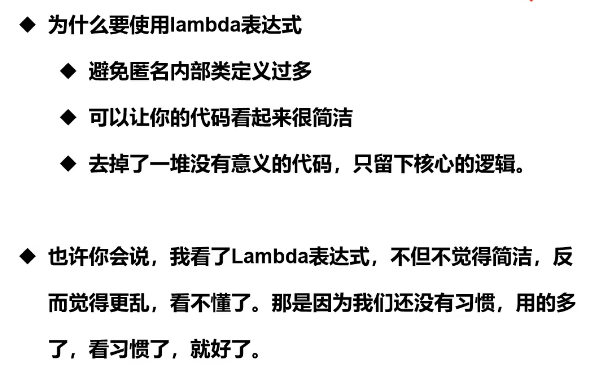 ◆ 为什么要使用lambda表达式
◆ 避免匿名内部类定义过多
◆ 可以让你的代码看起来很简洁
◆ 去掉了一堆没有意义的代码，只留下核心的逻辑。
◆ 也许你会说，我看了Lambda表达式，不但不觉得简洁，反
而觉得更乱，看不懂了。那是因为我们还没有习惯，用的多
了，看习惯了，就好了。